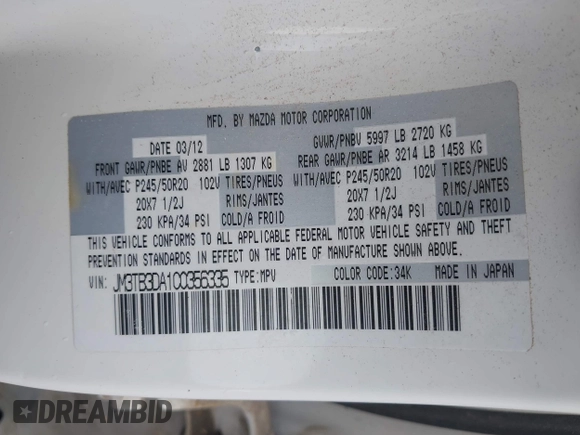 MFD. BY MAZDA MOTOR CORPORATION
DATE 03/12
GVWR/PNBV 5997 LB 2720 KG
FRONT GAWR/PNBE AV 2881 LB 1307 KG
REAR GAWR/PNBE AR 3214 LB 1458 KG
WITH/AVEC P245/50R20 102V TIRES/PNEUS
WITH/AVEC P245/50R20 102V TIRES/PNEUS
20X7 1/2J RIMS/JANTES
20X7 1/2J RIMS/JANTES
230 KPA/34 PSI COLD/A FROID
230 KPA/34 PSI COLD/A FROID
THIS VEHICLE CONFORMS TO ALL APPLICABLE FEDERAL MOTOR VEHICLE SAFETY AND THEFT
PREVENTION STANDARDS IN EFFECT ON THE DATE OF MANUFACTURE SHOWN ABOVE.
VIN: JM3TB3DA1C0356335 TYPE:MPV
COLOR CODE:34K MADE IN JAPAN
DREAMBID